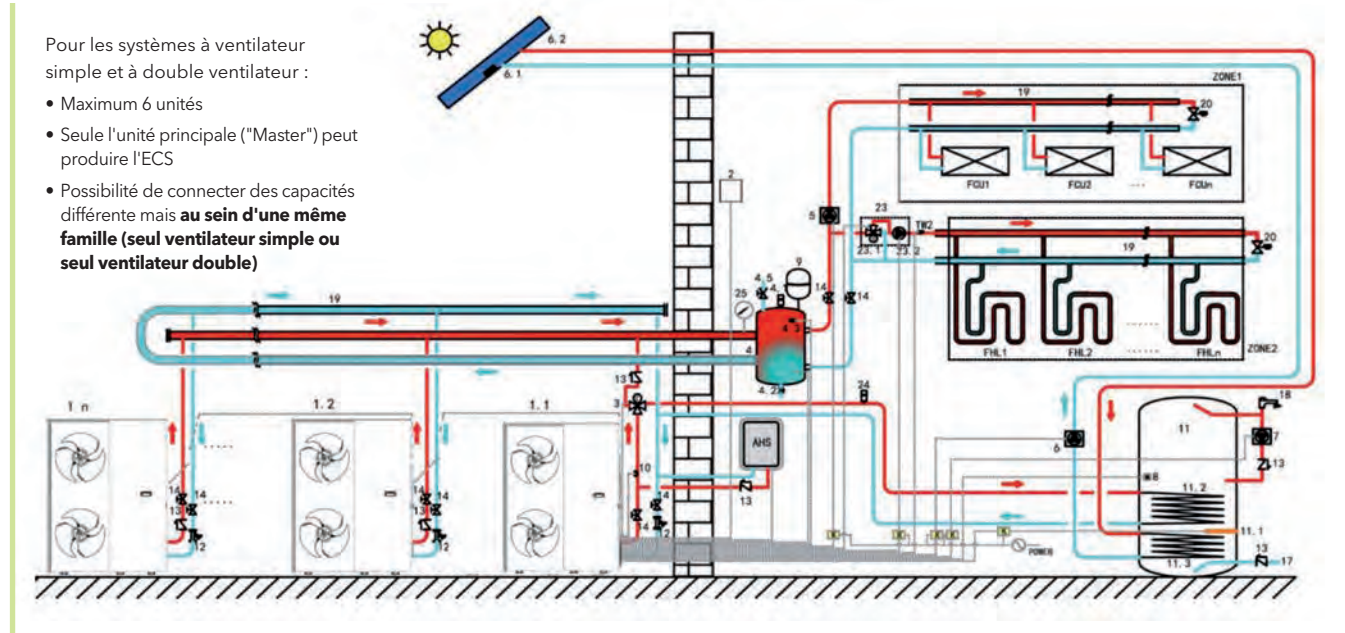 Pour les systèmes à ventilateur
simple et à double ventilateur :
• Maximum 6 unités
• Seule l'unité principale ("Master") peut
produire l'ECS
• Possibilité de connecter des capacités
différente mais au sein d'une même
famille (seul ventilateur simple ou
seul ventilateur double)
6.2
6.1
ZONE1
19
20
FCU1
FCU2
...
FCUn
2
5
23
TW2
23.1
23.2
19
20
FHL1
FHL2
......
FHLn
ZONE2
9
4.5
25
14
14
19
4
4.2
13
3
24
1 n
1.2
1.1
AHS
10
13
14
14
13
12
14
14
13
12
14
12
18
11
7
6
8
13
11.2
11.1
11.3
13
17
POWER